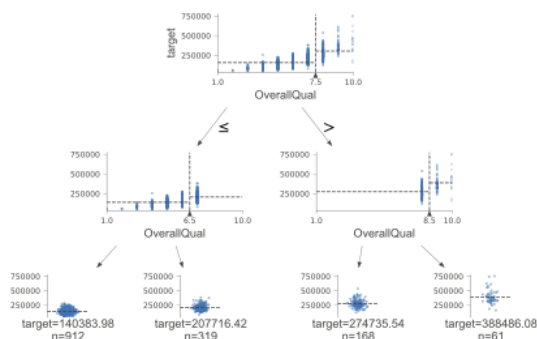 target
750000
500000
250000
1.0 7.5 10.0
OverallQual
≤ >
750000
500000
250000
1.0 6.5 10.0
OverallQual
750000
500000
250000
1.0 8.5 10.0
OverallQual
750000
500000
250000
target=140383.98
n=912
750000
500000
250000
target=207716.42
n=319
750000
500000
250000
target=274735.54
n=168
750000
500000
250000
target=388486.08
n=61